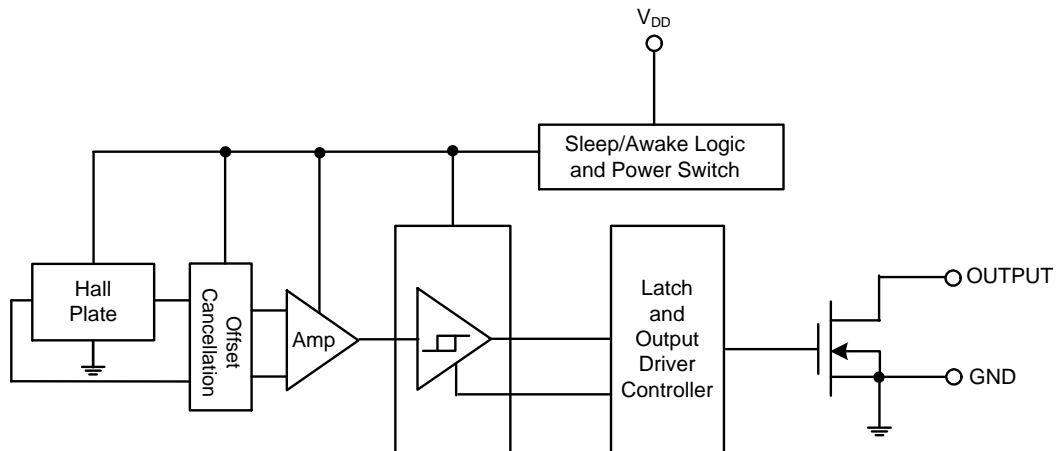 VDD
Sleep/Awake Logic
and Power Switch
Hall
Plate
Offset
Cancellation
Amp
Latch
and
Output
Driver
Controller
OUTPUT
GND